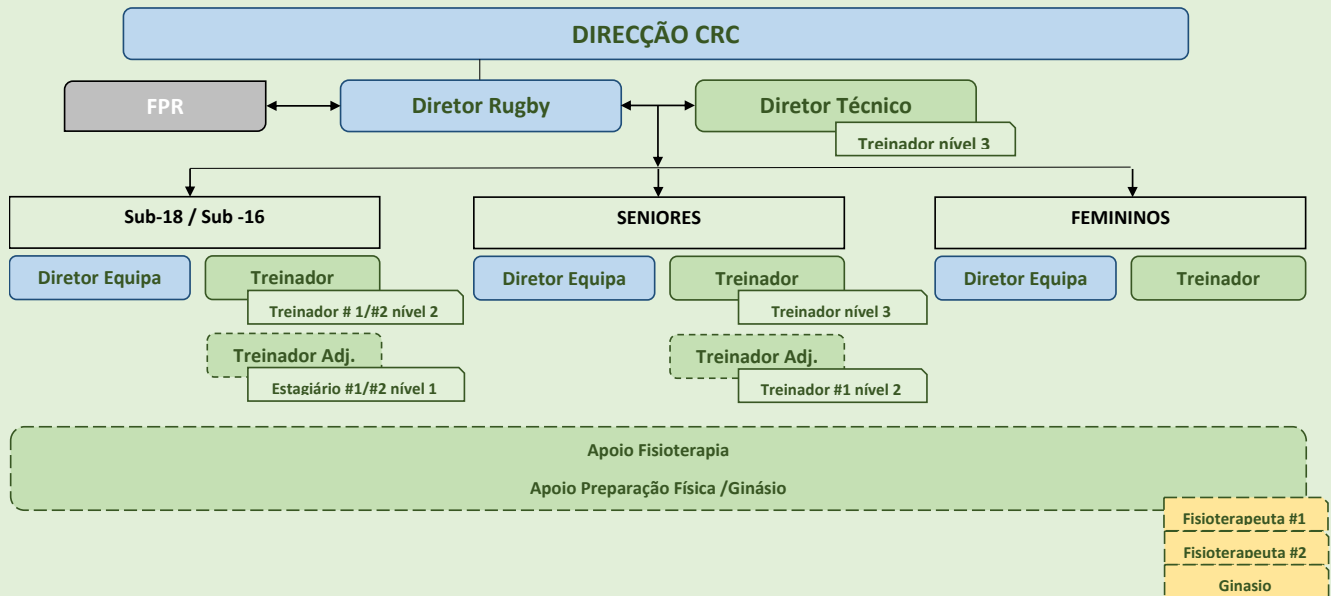 DIRECÇÃO CRC
FPR
Diretor Rugby
Diretor Técnico
Treinador nível 3
Sub-18 / Sub -16
SENIORES
FEMININOS
Diretor Equipa
Treinador
Diretor Equipa
Treinador
Diretor Equipa
Treinador
Treinador # 1/#2 nível 2
Treinador nível 3
Treinador Adj.
Treinador Adj.
Estagiário #1/#2 nível 1
Treinador #1 nível 2
Apoio Fisioterapia
Apoio Preparação Física /Ginásio
Fisioterapeuta #1
Fisioterapeuta #2
Ginasio